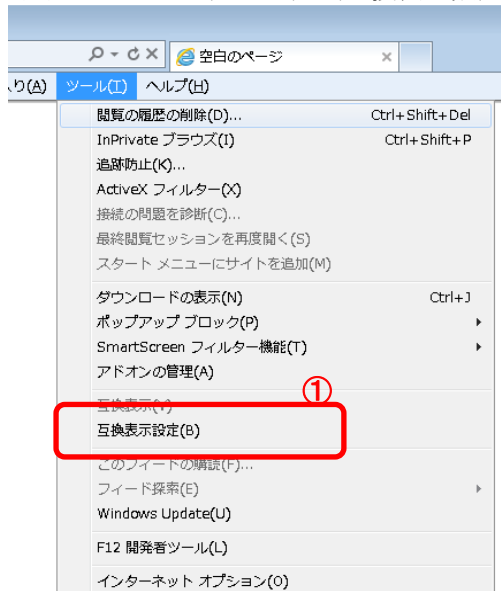 空白のページ
り(A) ツール(T) ヘルプ(H)
閲覧の履歴の削除(D)... Ctrl+Shift+Del
InPrivate ブラウズ(I) Ctrl+Shift+P
追跡防止(K)...
ActiveX フィルター(X)
接続の問題を診断(C)...
最終閲覧セッションを再度開く(S)
スタート メニューにサイトを追加(M)
ダウンロードの表示(N) Ctrl+J
ポップアップ ブロック(P)
SmartScreen フィルター機能(T)
アドオンの管理(A)
①
互換表示(V)
互換表示設定(B)
このフィードの購読(F)...
フィード探索(E)
Windows Update(U)
F12 開発者ツール(L)
インターネット オプション(O)